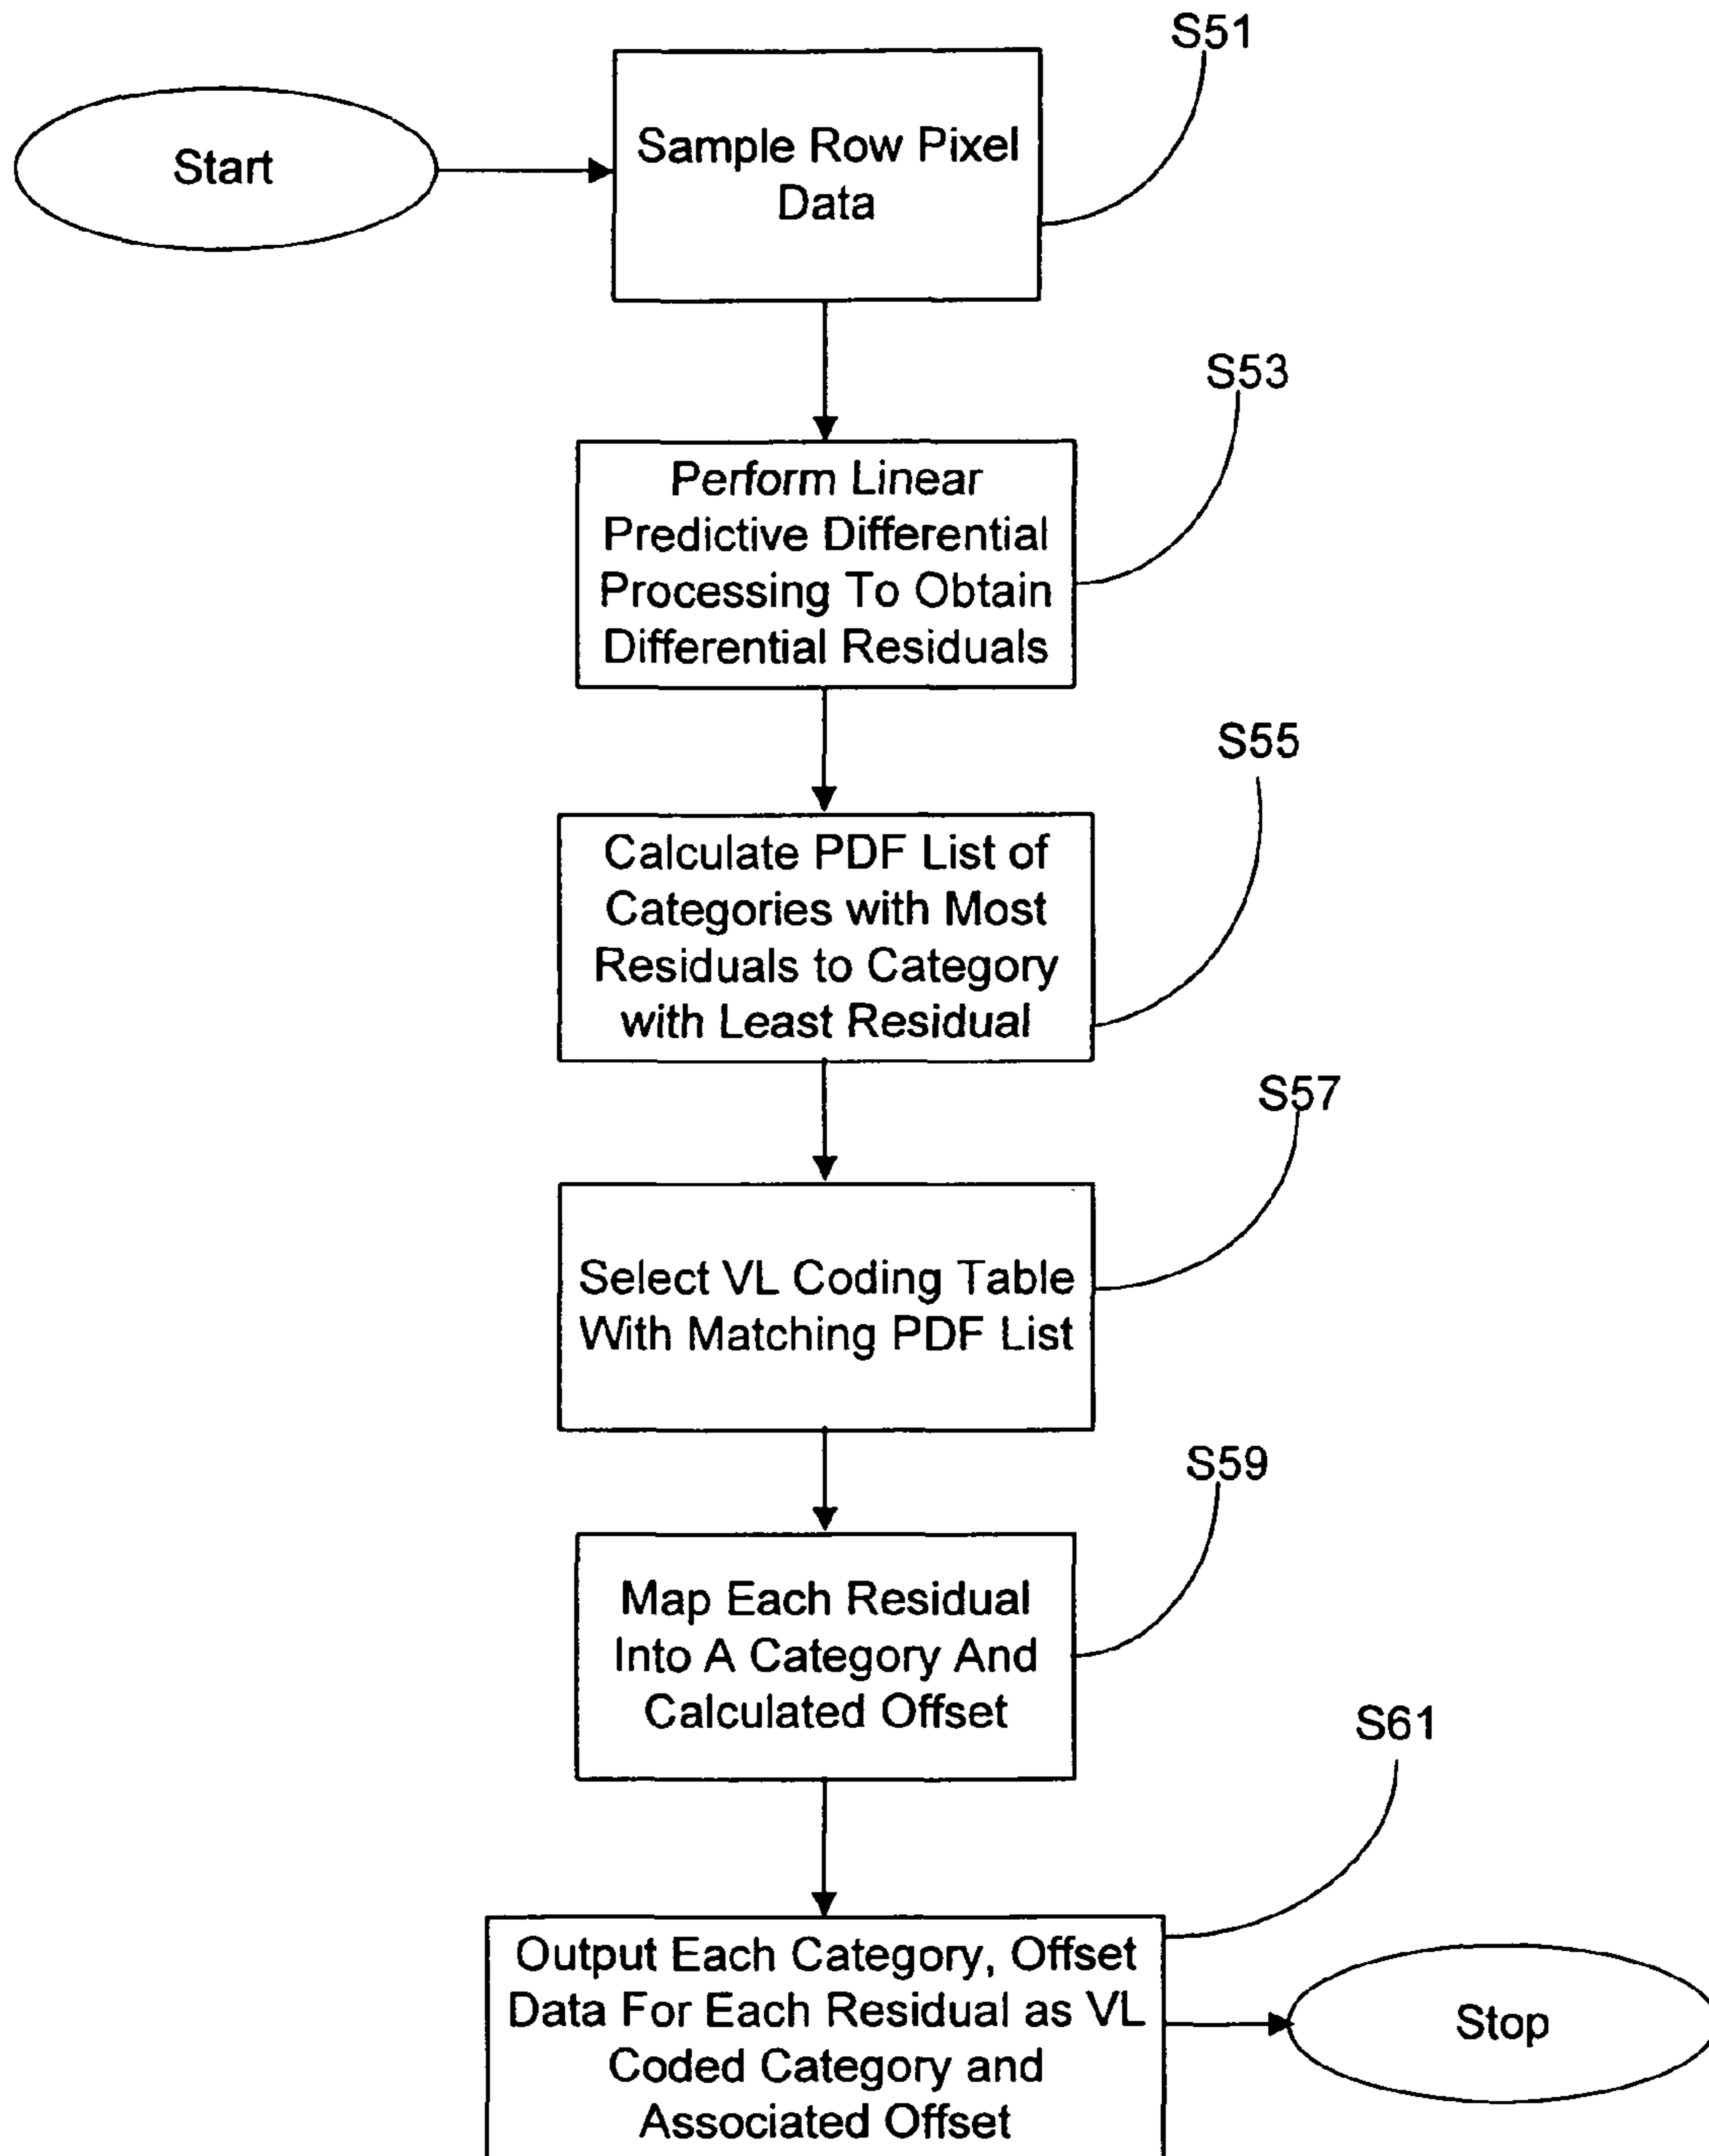 S51
Start
Sample Row Pixel
Data
S53
Perform Linear
Predictive Differential
Processing To Obtain
Differential Residuals
S55
Calculate PDF List of
Categories with Most
Residuals to Category
with Least Residual
S57
Select VL Coding Table
With Matching PDF List
S59
Map Each Residual
Into A Category And
Calculated Offset
S61
Output Each Category, Offset
Data For Each Residual as VL
Coded Category and
Associated Offset
Stop